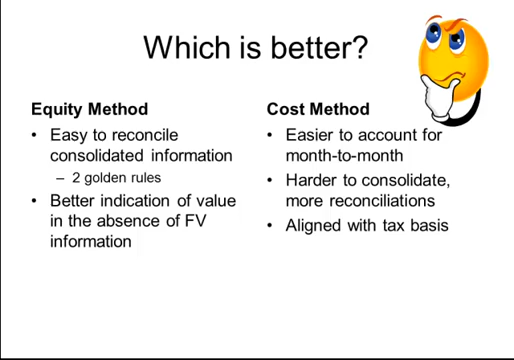 Which is better?
Equity Method
• Easy to reconcile
consolidated information
– 2 golden rules
• Better indication of value
in the absence of FV
information
Cost Method
• Easier to account for
month-to-month
• Harder to consolidate,
more reconciliations
• Aligned with tax basis